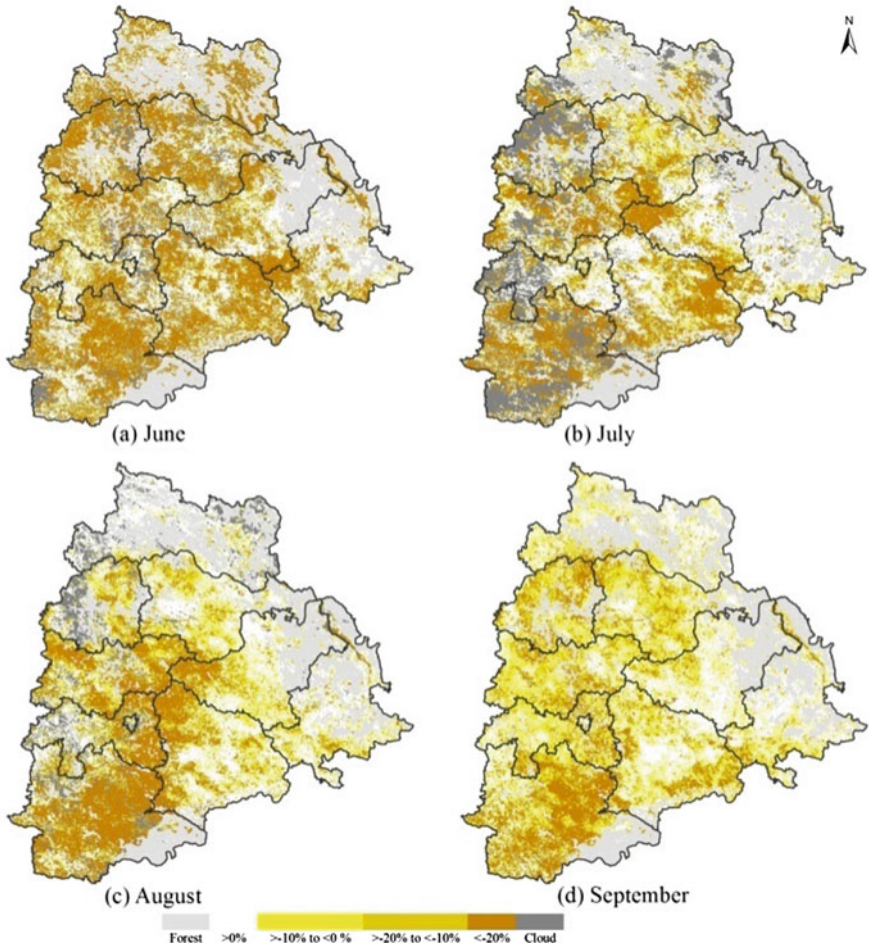 N
(a) June
(b) July
(c) August
(d) September
Forest >0% >-10% to <0 % >-20% to <-10% <-20% Cloud